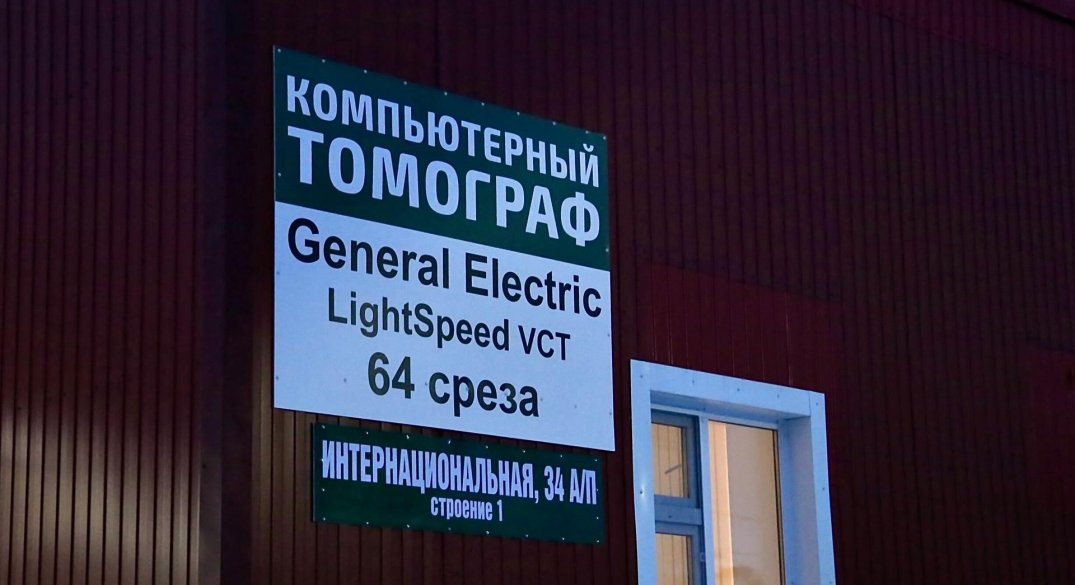 КОМПЬЮТЕРНЫЙ
ТОМОГРАФ
General Electric
LightSpeed VCT
64 среза
ИНТЕРНАЦИОНАЛЬНАЯ, 34 А/П
строение 1